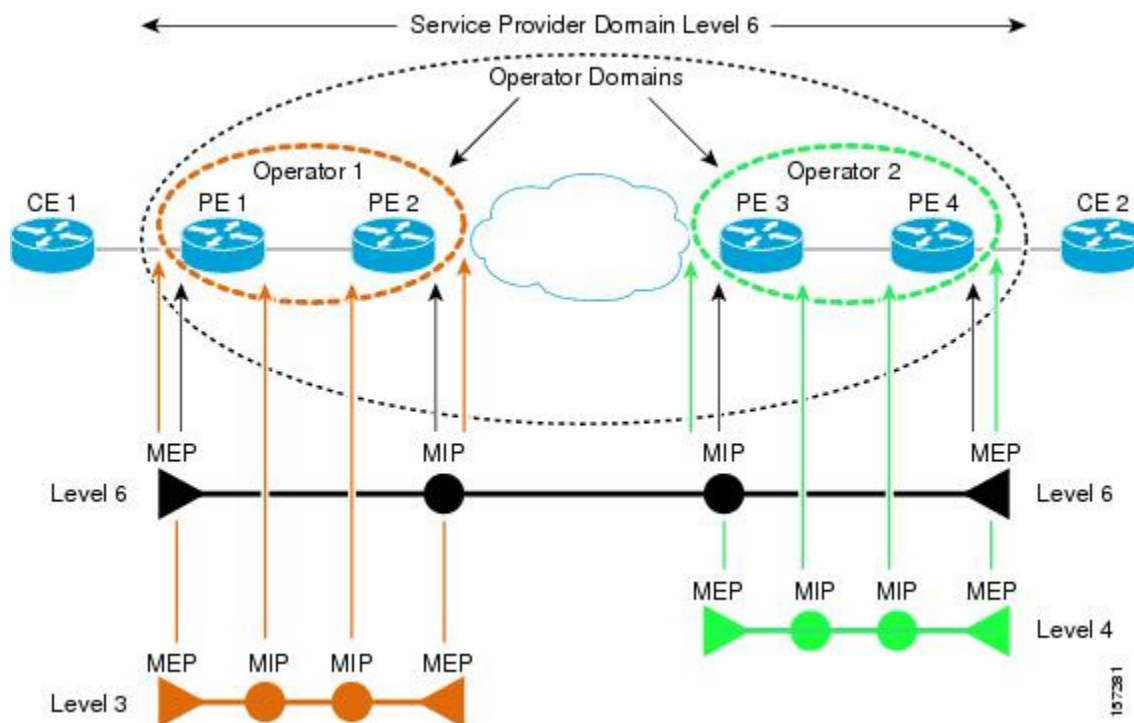 Service Provider Domain Level 6
Operator Domains
Operator 1
Operator 2
CE 1
PE 1
PE 2
PE 3
PE 4
CE 2
MEP
MIP
MIP
MEP
Level 6
Level 6
MEP
MIP
MIP
MEP
Level 4
MEP
MIP
MIP
MEP
Level 3
157281